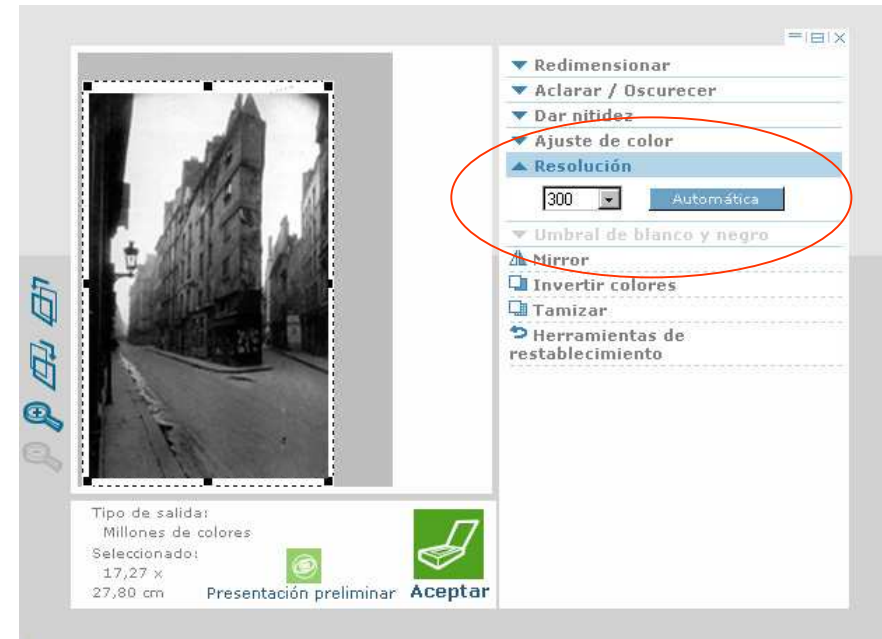 Redimensionar
Aclarar / Oscurecer
Dar nitidez
Ajuste de color
Resolución
300
Automática
Umbral de blanco y negro
Mirror
Invertir colores
Tamizar
Herramientas de
restablecimiento
Tipo de salida:
Millones de colores
Seleccionado:
17,27 x
27,80 cm
Presentación preliminar
Aceptar